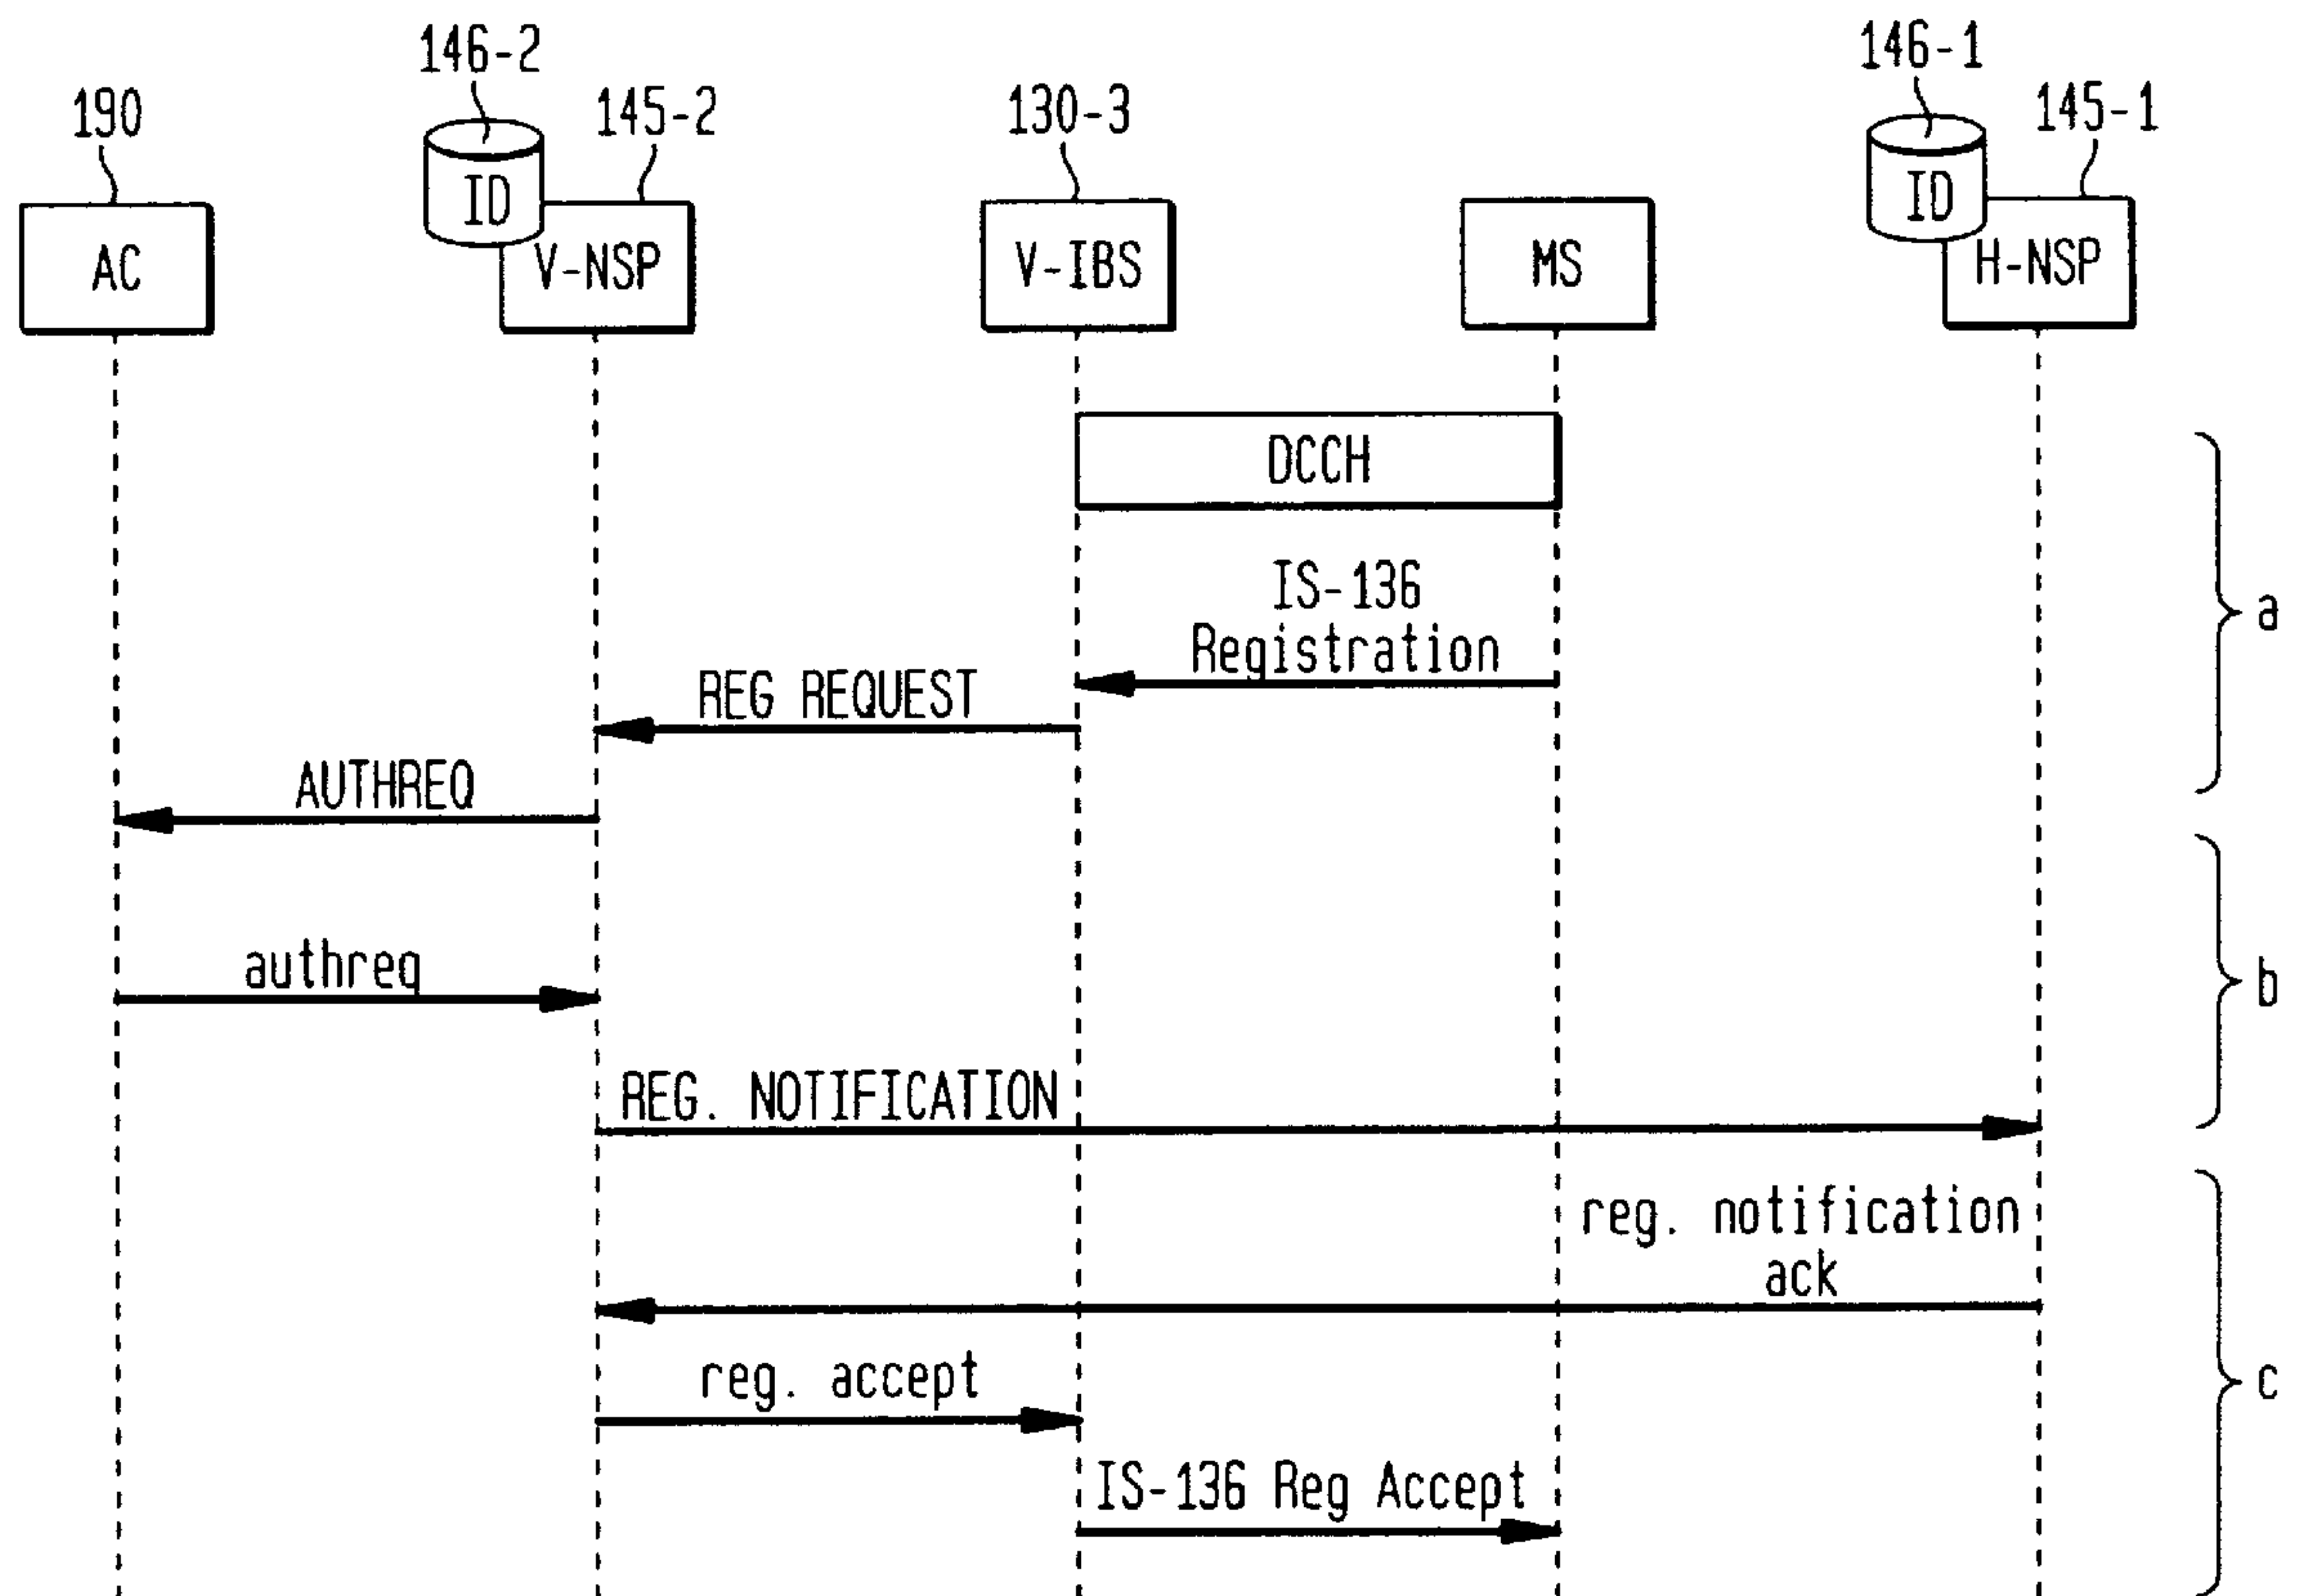 146-2
146-1
190
145-2
130-3
145-1
ID
ID
AC
V-NSP
V-IBS
MS
H-NSP
DCCH
IS-136
Registration
a
REG REQUEST
AUTHREQ
authreq
b
REG. NOTIFICATION
reg. notification
ack
reg. accept
c
IS-136 Reg Accept